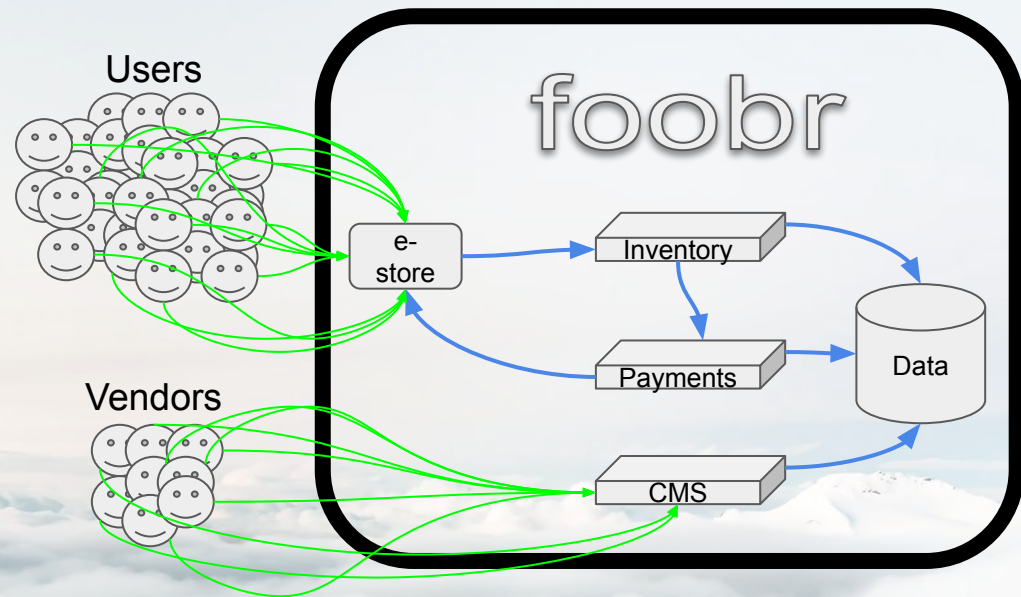 Users
foobr
e-
store
Inventory
Payments
Data
Vendors
CMS